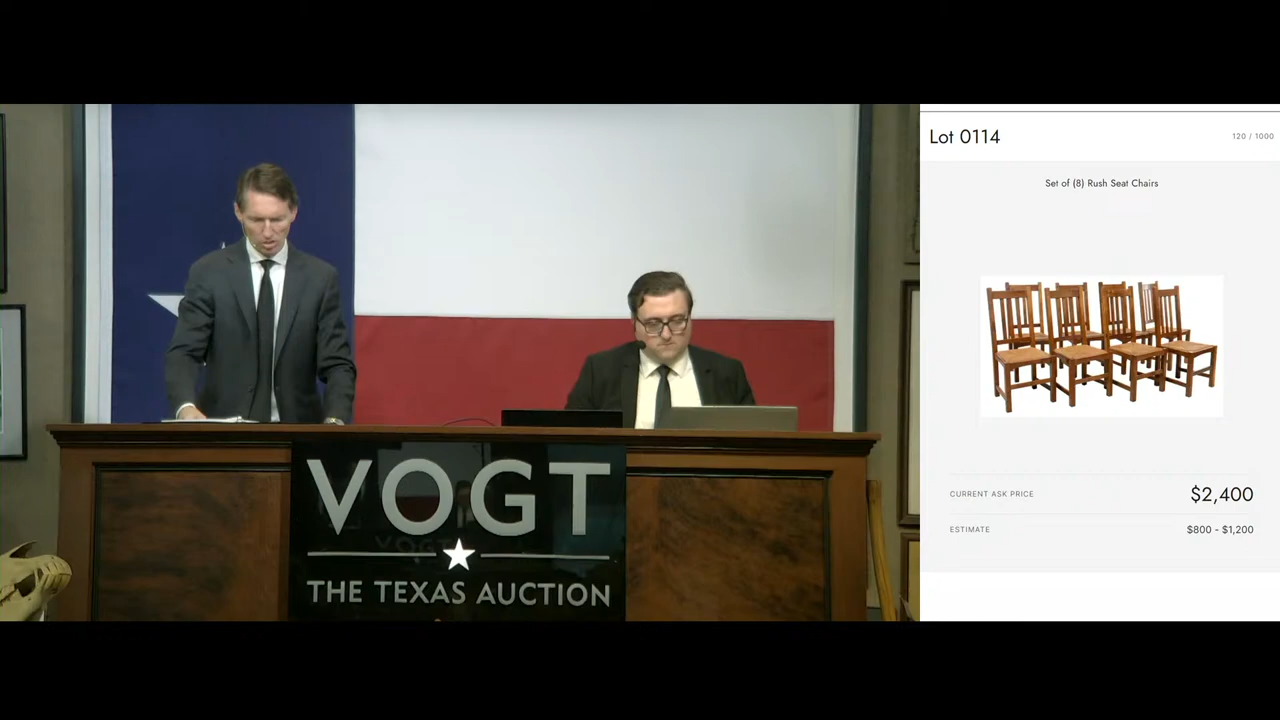 VOGT
THE TEXAS AUCTION
Lot 0114
120 / 1000
Set of (8) Rush Seat Chairs
CURRENT ASK PRICE
$2,400
ESTIMATE
$800 - $1,200